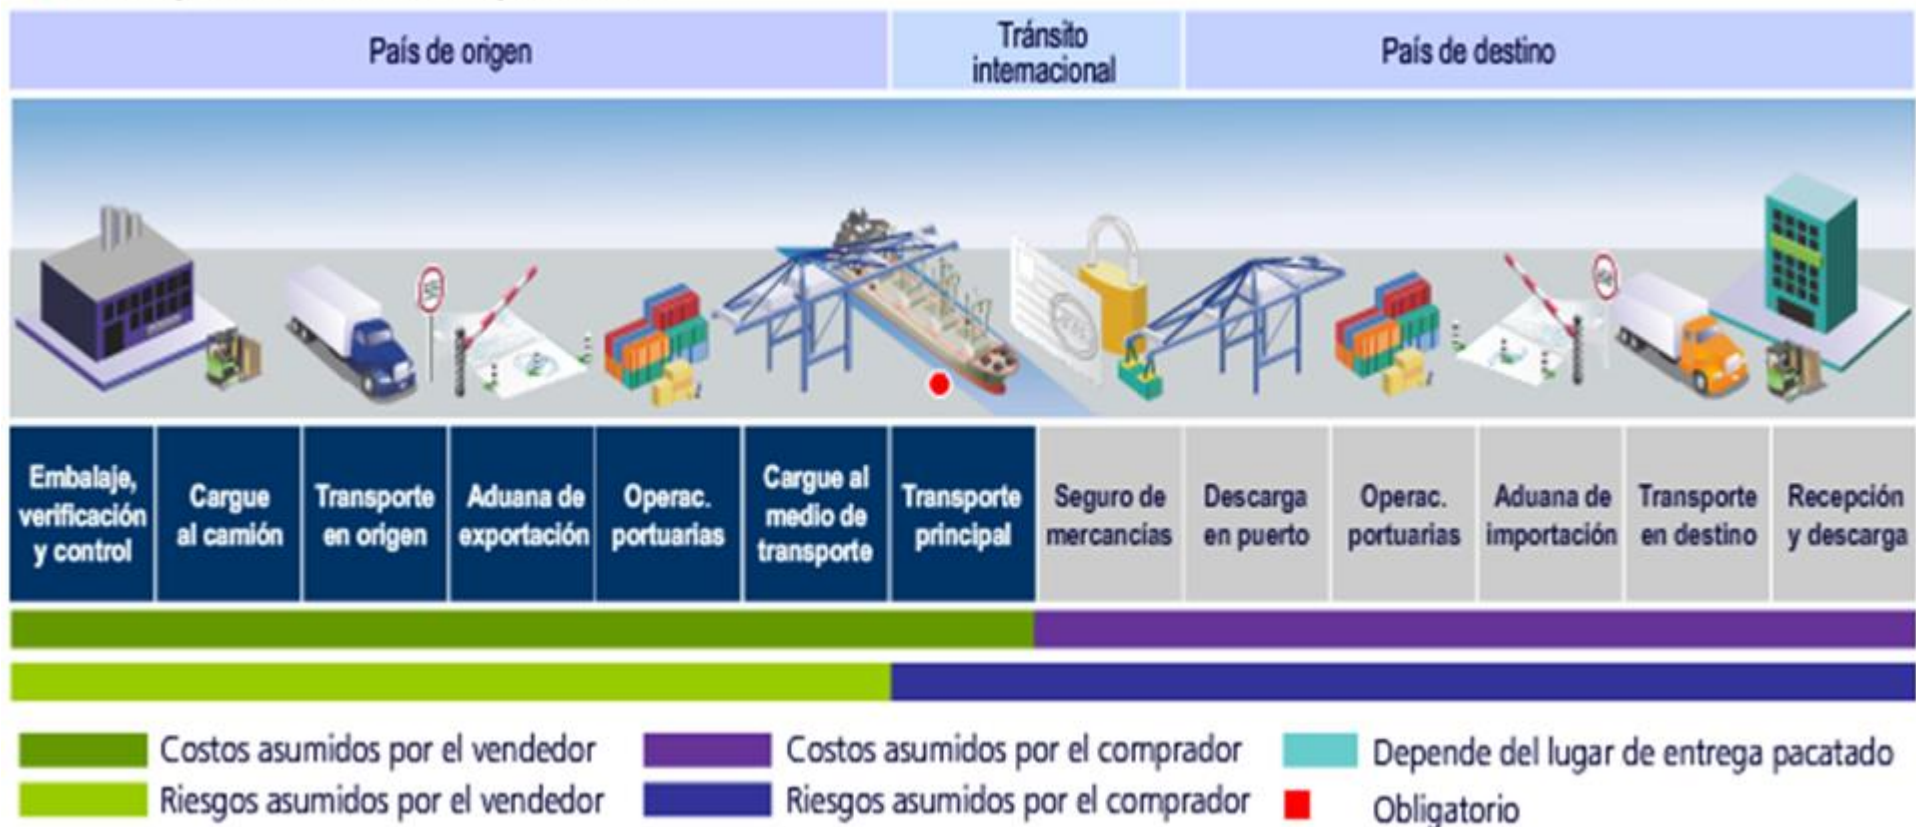 País de origen
Tránsito
internacional
País de destino
Embalaje,
verificación
y control
Cargue
al camión
Transporte
en origen
Aduana de
exportación
Operac.
portuarias
Cargue al
medio de
transporte
Transporte
principal
Seguro de
mercancías
Descarga
en puerto
Operac.
portuarias
Aduana de
importación
Transporte
en destino
Recepción
y descarga
Costos asumidos por el vendedor
Costos asumidos por el comprador
Depende del lugar de entrega pacatado
Riesgos asumidos por el vendedor
Riesgos asumidos por el comprador
Obligatorio